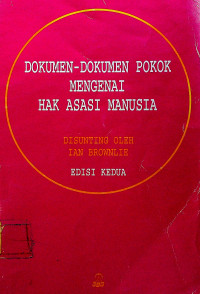 DOKUMEN-DOKUMEN POKOK
MENGENAI
HAK ASASI MANUSIA
DISUNTING OLEH
IAN BROWNLIE
EDISI KEDUA